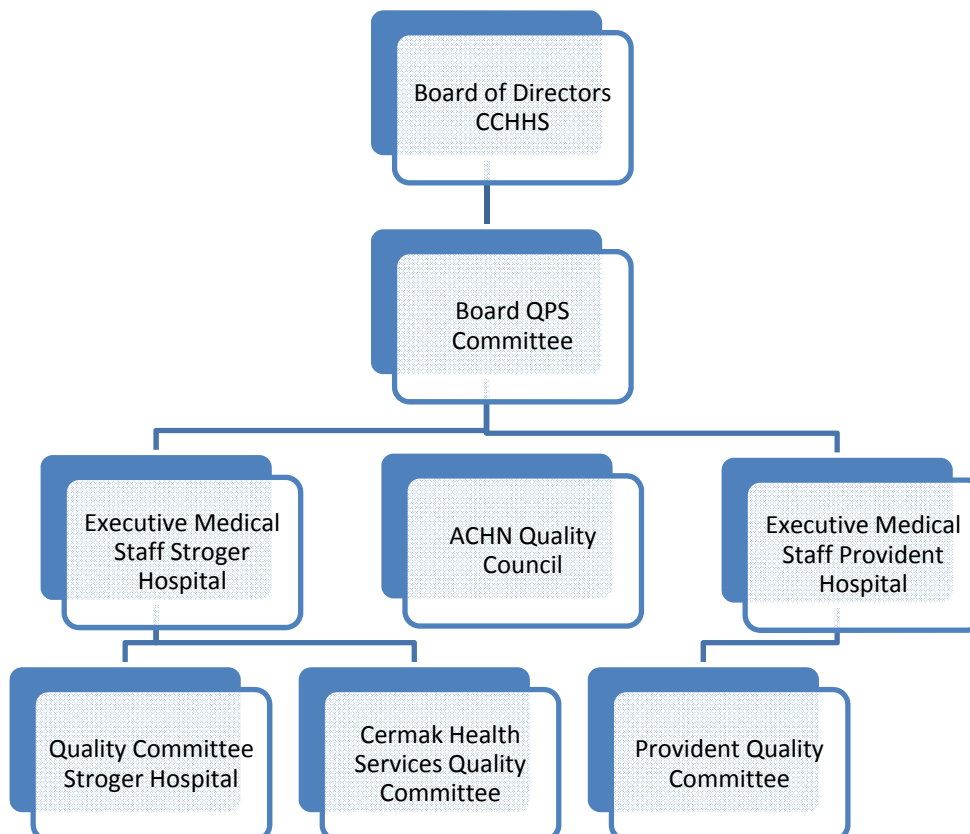 Board of Directors
CCHHS
Board QPS
Committee
Executive Medical
Staff Stroger
Hospital
ACHN Quality
Council
Executive Medical
Staff Provident
Hospital
Quality Committee
Stroger Hospital
Cermak Health
Services Quality
Committee
Provident Quality
Committee